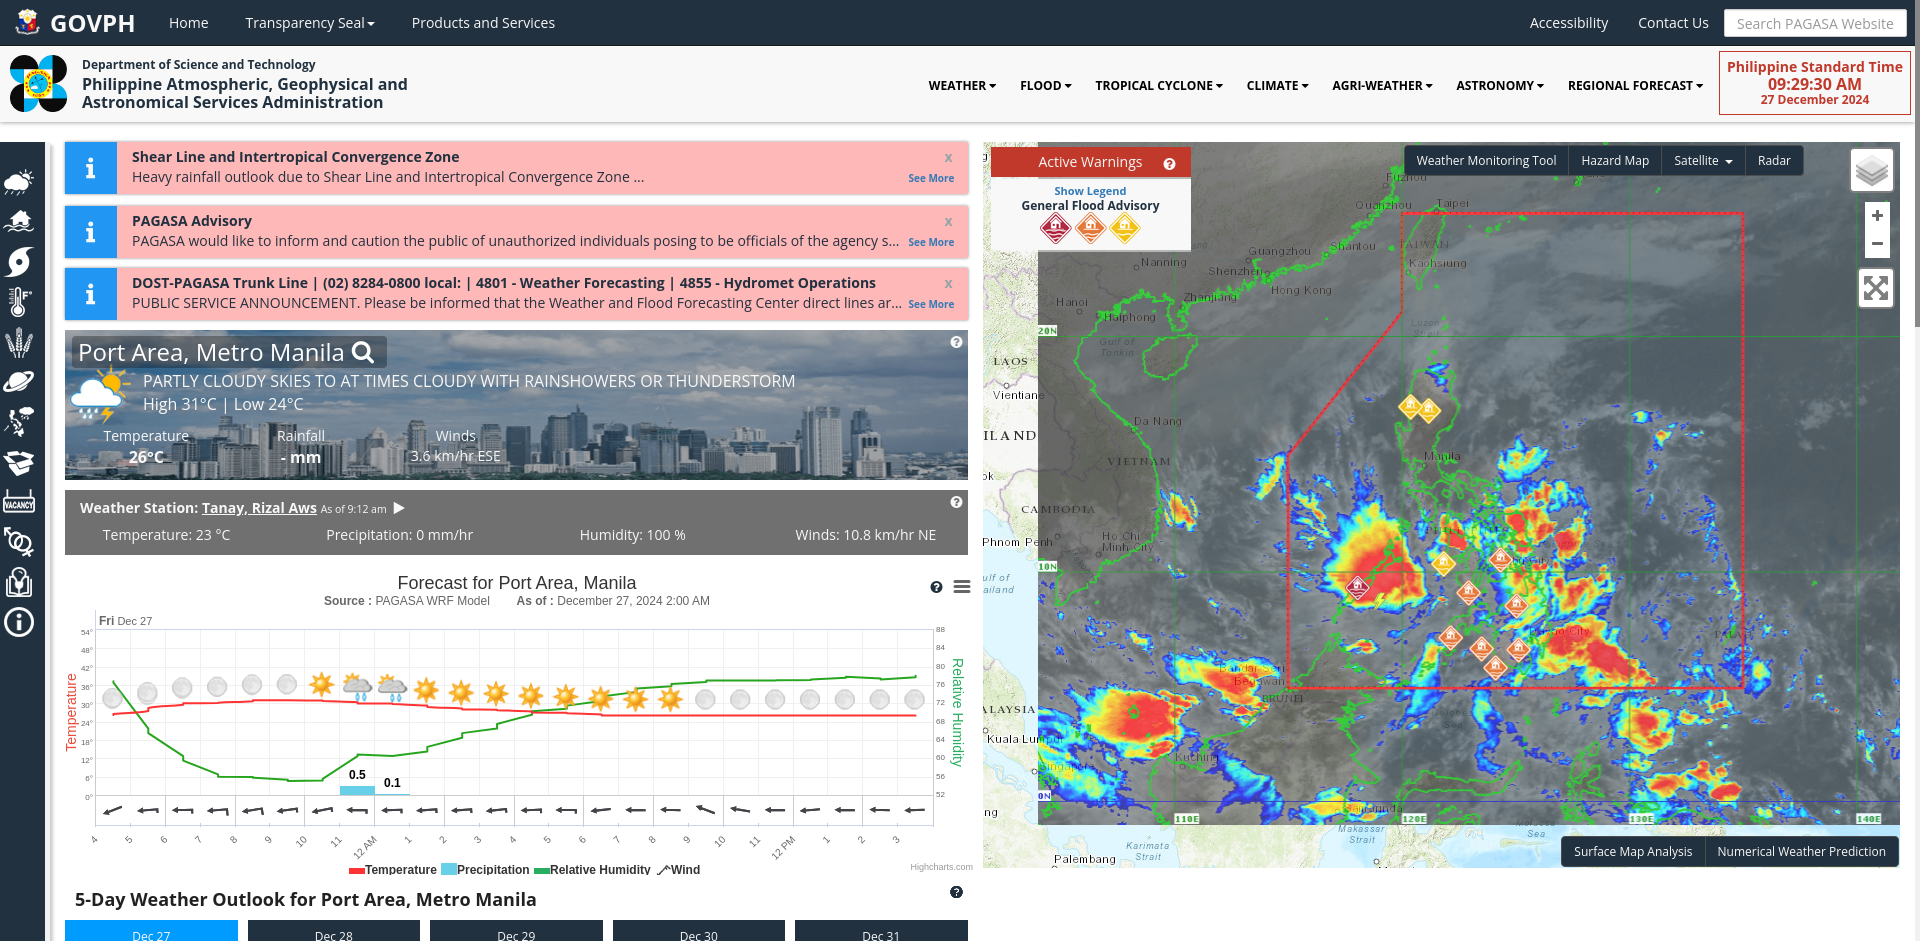 GOVPH
Home
Transparency Seal
Products and Services
Accessibility
Contact Us
Search PAGASA Website
Department of Science and Technology
Philippine Atmospheric, Geophysical and
Astronomical Services Administration
WEATHER
FLOOD
TROPICAL CYCLONE
CLIMATE
AGRI-WEATHER
ASTRONOMY
REGIONAL FORECAST
Philippine Standard Time
09:29:30 AM
27 December 2024
Shear Line and Intertropical Convergence Zone
x
Heavy rainfall outlook due to Shear Line and Intertropical Convergence Zone ...
See More
PAGASA Advisory
x
PAGASA would like to inform and caution the public of unauthorized individuals posing to be officials of the agency s...
See More
DOST-PAGASA Trunk Line | (02) 8284-0800 local: | 4801 - Weather Forecasting | 4855 - Hydromet Operations
x
PUBLIC SERVICE ANNOUNCEMENT. Please be informed that the Weather and Flood Forecasting Center direct lines ar...
See More
VACANCY
Port Area, Metro Manila
PARTLY CLOUDY SKIES TO AT TIMES CLOUDY WITH RAINSHOWERS OR THUNDERSTORM
High 31°C | Low 24°C
Temperature
Rainfall
Winds
26°C
- mm
3.6 km/hr ESE
Weather Station: Tanay, Rizal Aws As of 9:12 am
Temperature: 23 °C
Precipitation: 0 mm/hr
Humidity: 100 %
Winds: 10.8 km/hr NE
Forecast for Port Area, Manila
Source : PAGASA WRF Model
As of : December 27, 2024 2:00 AM
Fri Dec 27
Temperature
54°
48°
42°
36°
30°
24°
18°
12°
6°
0°
88
84
80
76
72
68
64
60
56
52
Relative Humidity
0.5
0.1
4
5
6
7
8
9
10
11
12 AM
1
2
3
4
5
6
7
8
9
10
11
12 PM
1
2
3
Temperature
Precipitation
Relative Humidity
Wind
Highcharts.com
5-Day Weather Outlook for Port Area, Metro Manila
Dec 27
Dec 28
Dec 29
Dec 30
Dec 31
Active Warnings
Show Legend
General Flood Advisory
Weather Monitoring Tool
Hazard Map
Satellite
Radar
+
−
Fuzhou
Quanzhou
Taipei
TAIWAN
Kaohsiung
Guangzhou
Shantou
Nanning
Shenzhen
Hong Kong
Zhanjiang
Hanoi
Haiphong
Luzon
Strait
20N
Gulf of
Tonkin
LAOS
Vientiane
Da Nang
ILAND
Manila
VIETNAM
ok
CAMBODIA
Ho Chi
Minh City
Phnom Penh
10N
ulf of
ailand
Davao City
PALAU
Bandar Seri
Begawan
BRUNEI
ALAYSIA
Kuala Lumpur
Kuching
Singapore
0N
ng
Samarinda
110E
120E
130E
140E
Makassar
Strait
Molucca
Sea
Karimata
Strait
Palembang
Surface Map Analysis
Numerical Weather Prediction